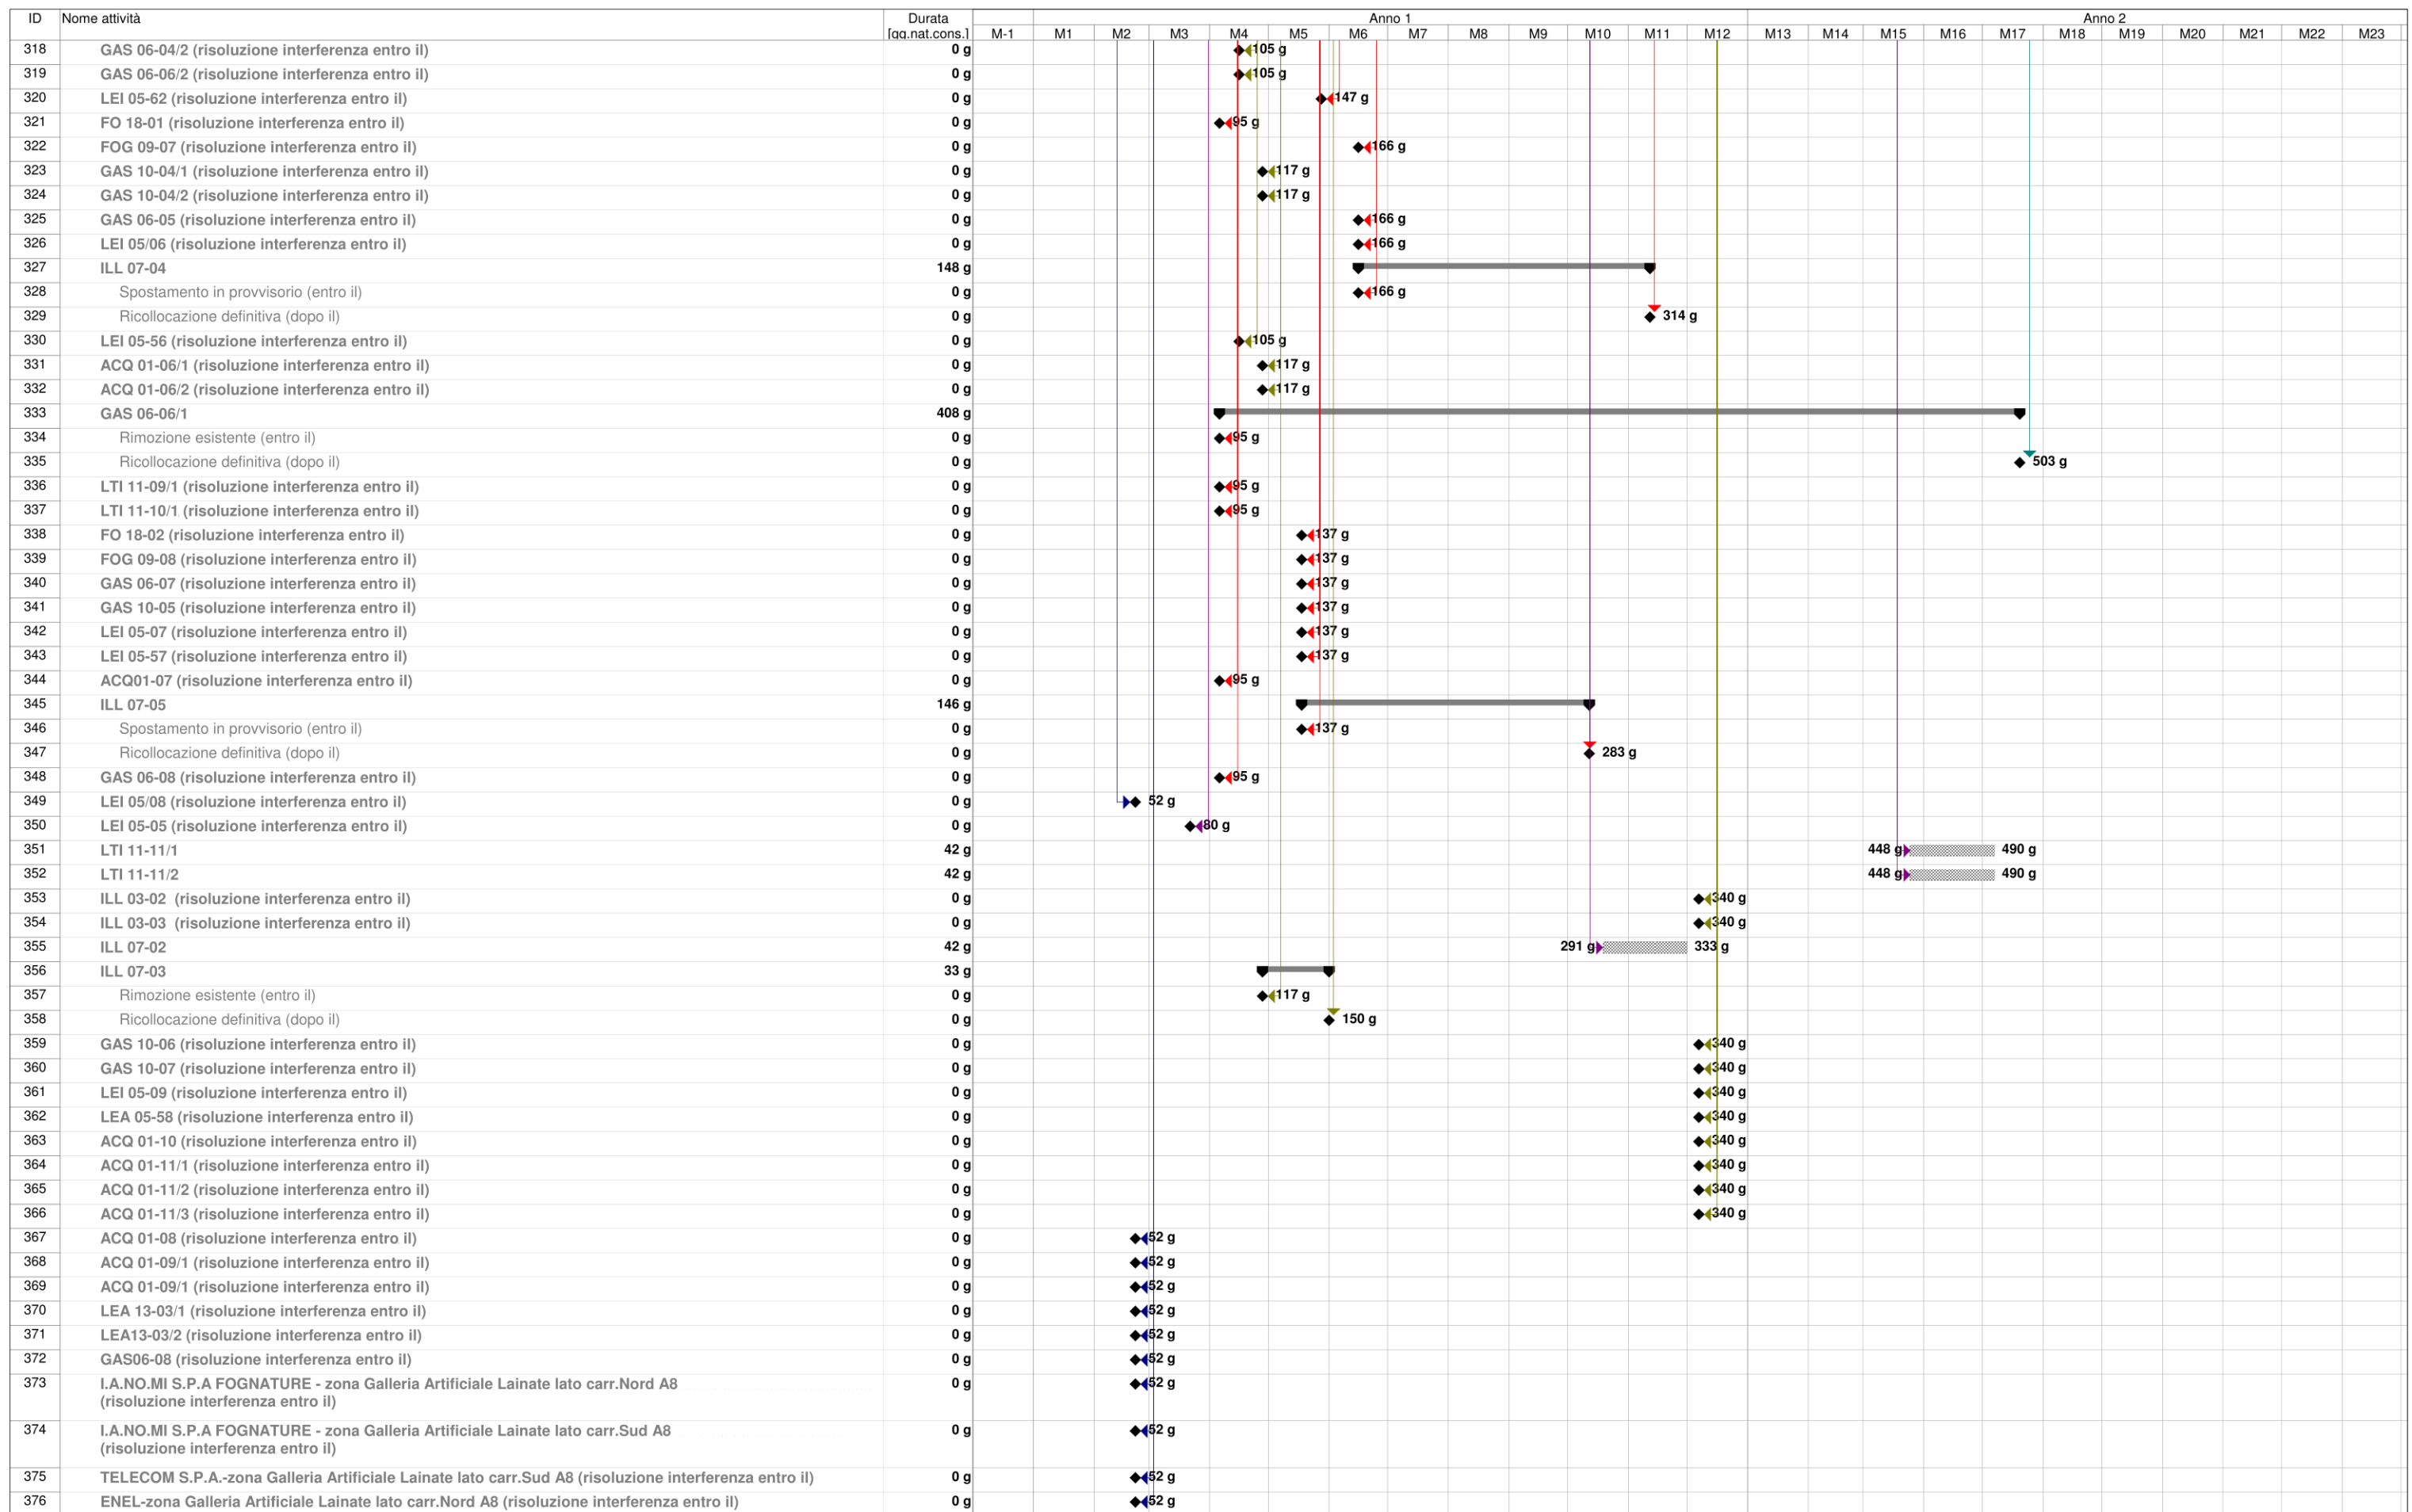 ID Nome attività Durata Anno 1 Anno 2
[gg.nat.cons.] M-1 M1 M2 M3 M4 M5 M6 M7 M8 M9 M10 M11 M12 M13 M14 M15 M16 M17 M18 M19 M20 M21 M22 M23
318 GAS 06-04/2 (risoluzione interferenza entro il) 0 g 105 g
319 GAS 06-06/2 (risoluzione interferenza entro il) 0 g 105 g
320 LEI 05-62 (risoluzione interferenza entro il) 0 g 147 g
321 FO 18-01 (risoluzione interferenza entro il) 0 g 95 g
322 FOG 09-07 (risoluzione interferenza entro il) 0 g 166 g
323 GAS 10-04/1 (risoluzione interferenza entro il) 0 g 117 g
324 GAS 10-04/2 (risoluzione interferenza entro il) 0 g 117 g
325 GAS 06-05 (risoluzione interferenza entro il) 0 g 166 g
326 LEI 05/06 (risoluzione interferenza entro il) 0 g 166 g
327 ILL 07-04 148 g
328 Spostamento in provvisorio (entro il) 0 g 166 g
329 Ricollocazione definitiva (dopo il) 0 g 314 g
330 LEI 05-56 (risoluzione interferenza entro il) 0 g 105 g
331 ACQ 01-06/1 (risoluzione interferenza entro il) 0 g 117 g
332 ACQ 01-06/2 (risoluzione interferenza entro il) 0 g 117 g
333 GAS 06-06/1 408 g
334 Rimozione esistente (entro il) 0 g 95 g
335 Ricollocazione definitiva (dopo il) 0 g 503 g
336 LTI 11-09/1 (risoluzione interferenza entro il) 0 g 95 g
337 LTI 11-10/1 (risoluzione interferenza entro il) 0 g 95 g
338 FO 18-02 (risoluzione interferenza entro il) 0 g 137 g
339 FOG 09-08 (risoluzione interferenza entro il) 0 g 137 g
340 GAS 06-07 (risoluzione interferenza entro il) 0 g 137 g
341 GAS 10-05 (risoluzione interferenza entro il) 0 g 137 g
342 LEI 05-07 (risoluzione interferenza entro il) 0 g 137 g
343 LEI 05-57 (risoluzione interferenza entro il) 0 g 137 g
344 ACQ01-07 (risoluzione interferenza entro il) 0 g 95 g
345 ILL 07-05 146 g
346 Spostamento in provvisorio (entro il) 0 g 137 g
347 Ricollocazione definitiva (dopo il) 0 g 283 g
348 GAS 06-08 (risoluzione interferenza entro il) 0 g 95 g
349 LEI 05/08 (risoluzione interferenza entro il) 0 g 52 g
350 LEI 05-05 (risoluzione interferenza entro il) 0 g 80 g
351 LTI 11-11/1 42 g 448 g 490 g
352 LTI 11-11/2 42 g 448 g 490 g
353 ILL 03-02 (risoluzione interferenza entro il) 0 g 340 g
354 ILL 03-03 (risoluzione interferenza entro il) 0 g 340 g
355 ILL 07-02 42 g 291 g 333 g
356 ILL 07-03 33 g
357 Rimozione esistente (entro il) 0 g 117 g
358 Ricollocazione definitiva (dopo il) 0 g 150 g
359 GAS 10-06 (risoluzione interferenza entro il) 0 g 340 g
360 GAS 10-07 (risoluzione interferenza entro il) 0 g 340 g
361 LEI 05-09 (risoluzione interferenza entro il) 0 g 340 g
362 LEA 05-58 (risoluzione interferenza entro il) 0 g 340 g
363 ACQ 01-10 (risoluzione interferenza entro il) 0 g 340 g
364 ACQ 01-11/1 (risoluzione interferenza entro il) 0 g 340 g
365 ACQ 01-11/2 (risoluzione interferenza entro il) 0 g 340 g
366 ACQ 01-11/3 (risoluzione interferenza entro il) 0 g 340 g
367 ACQ 01-08 (risoluzione interferenza entro il) 0 g 52 g
368 ACQ 01-09/1 (risoluzione interferenza entro il) 0 g 52 g
369 ACQ 01-09/1 (risoluzione interferenza entro il) 0 g 52 g
370 LEA 13-03/1 (risoluzione interferenza entro il) 0 g 52 g
371 LEA13-03/2 (risoluzione interferenza entro il) 0 g 52 g
372 GAS06-08 (risoluzione interferenza entro il) 0 g 52 g
373 I.A.NO.MI S.P.A FOGNATURE - zona Galleria Artificiale Lainate lato carr.Nord A8 0 g 52 g
(risoluzione interferenza entro il)
374 I.A.NO.MI S.P.A FOGNATURE - zona Galleria Artificiale Lainate lato carr.Sud A8 0 g 52 g
(risoluzione interferenza entro il)
375 TELECOM S.P.A.-zona Galleria Artificiale Lainate lato carr.Sud A8 (risoluzione interferenza entro il) 0 g 52 g
376 ENEL-zona Galleria Artificiale Lainate lato carr.Nord A8 (risoluzione interferenza entro il) 0 g 52 g